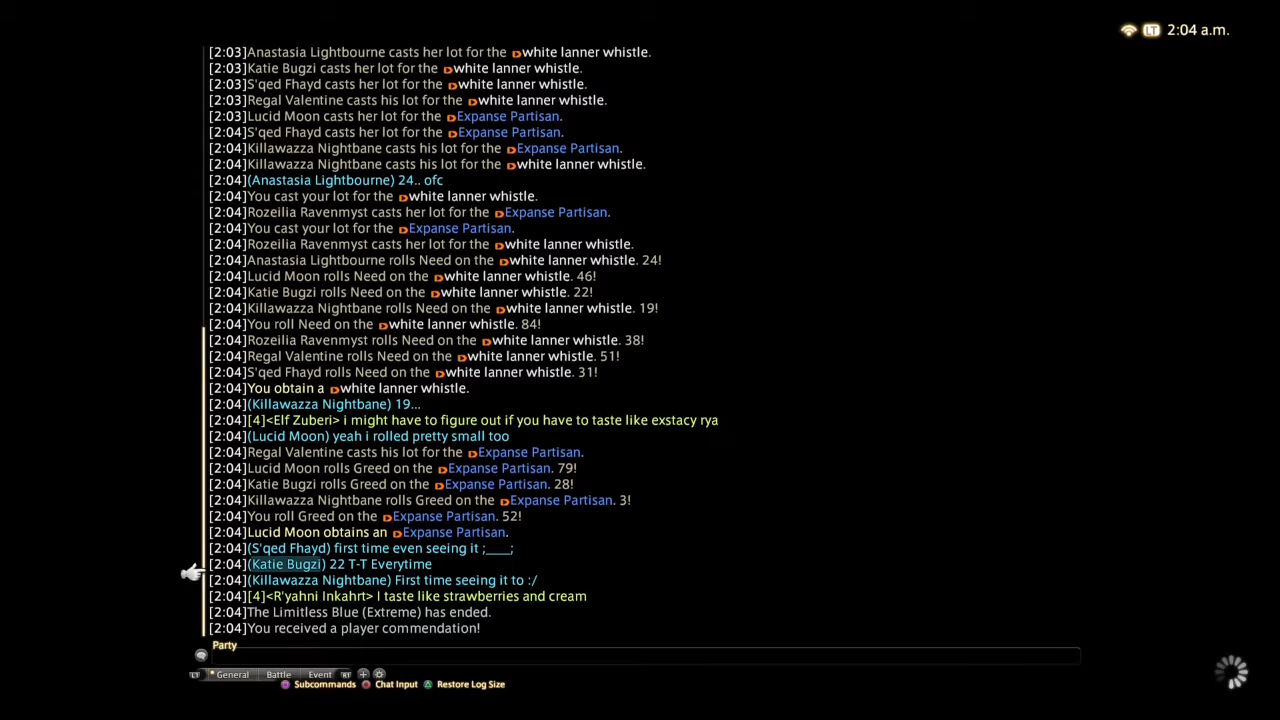 2:04 a.m.
[2:03]Anastasia Lightbourne casts her lot for the white lanner whistle.
[2:03]Katie Bugzi casts her lot for the white lanner whistle.
[2:03]S'qed Fhayd casts her lot for the white lanner whistle.
[2:03]Regal Valentine casts his lot for the white lanner whistle.
[2:03]Lucid Moon casts her lot for the Expanse Partisan.
[2:04]S'qed Fhayd casts her lot for the Expanse Partisan.
[2:04]Killawazza Nightbane casts his lot for the Expanse Partisan.
[2:04]Killawazza Nightbane casts his lot for the white lanner whistle.
[2:04](Anastasia Lightbourne) 24.. ofc
[2:04]You cast your lot for the white lanner whistle.
[2:04]Rozeilia Ravenmyst casts her lot for the Expanse Partisan.
[2:04]You cast your lot for the Expanse Partisan.
[2:04]Rozeilia Ravenmyst casts her lot for the white lanner whistle.
[2:04]Anastasia Lightbourne rolls Need on the white lanner whistle. 24!
[2:04]Lucid Moon rolls Need on the white lanner whistle. 46!
[2:04]Katie Bugzi rolls Need on the white lanner whistle. 22!
[2:04]Killawazza Nightbane rolls Need on the white lanner whistle. 19!
[2:04]You roll Need on the white lanner whistle. 84!
[2:04]Rozeilia Ravenmyst rolls Need on the white lanner whistle. 38!
[2:04]Regal Valentine rolls Need on the white lanner whistle. 51!
[2:04]S'qed Fhayd rolls Need on the white lanner whistle. 31!
[2:04]You obtain a white lanner whistle.
[2:04](Killawazza Nightbane) 19...
[2:04][4]<Elf Zuberi> i might have to figure out if you have to taste like exstacy rya
[2:04](Lucid Moon) yeah i rolled pretty small too
[2:04]Regal Valentine casts his lot for the Expanse Partisan.
[2:04]Lucid Moon rolls Greed on the Expanse Partisan. 79!
[2:04]Katie Bugzi rolls Greed on the Expanse Partisan. 28!
[2:04]Killawazza Nightbane rolls Greed on the Expanse Partisan. 3!
[2:04]You roll Greed on the Expanse Partisan. 52!
[2:04]Lucid Moon obtains an Expanse Partisan.
[2:04](S'qed Fhayd) first time even seeing it ;____;
[2:04](Katie Bugzi) 22 T-T Everytime
[2:04](Killawazza Nightbane) First time seeing it to :/
[2:04][4]<R'yahni Inkahrt> I taste like strawberries and cream
[2:04]The Limitless Blue (Extreme) has ended.
[2:04]You received a player commendation!
Party
General Battle Event
Subcommands Chat Input Restore Log Size